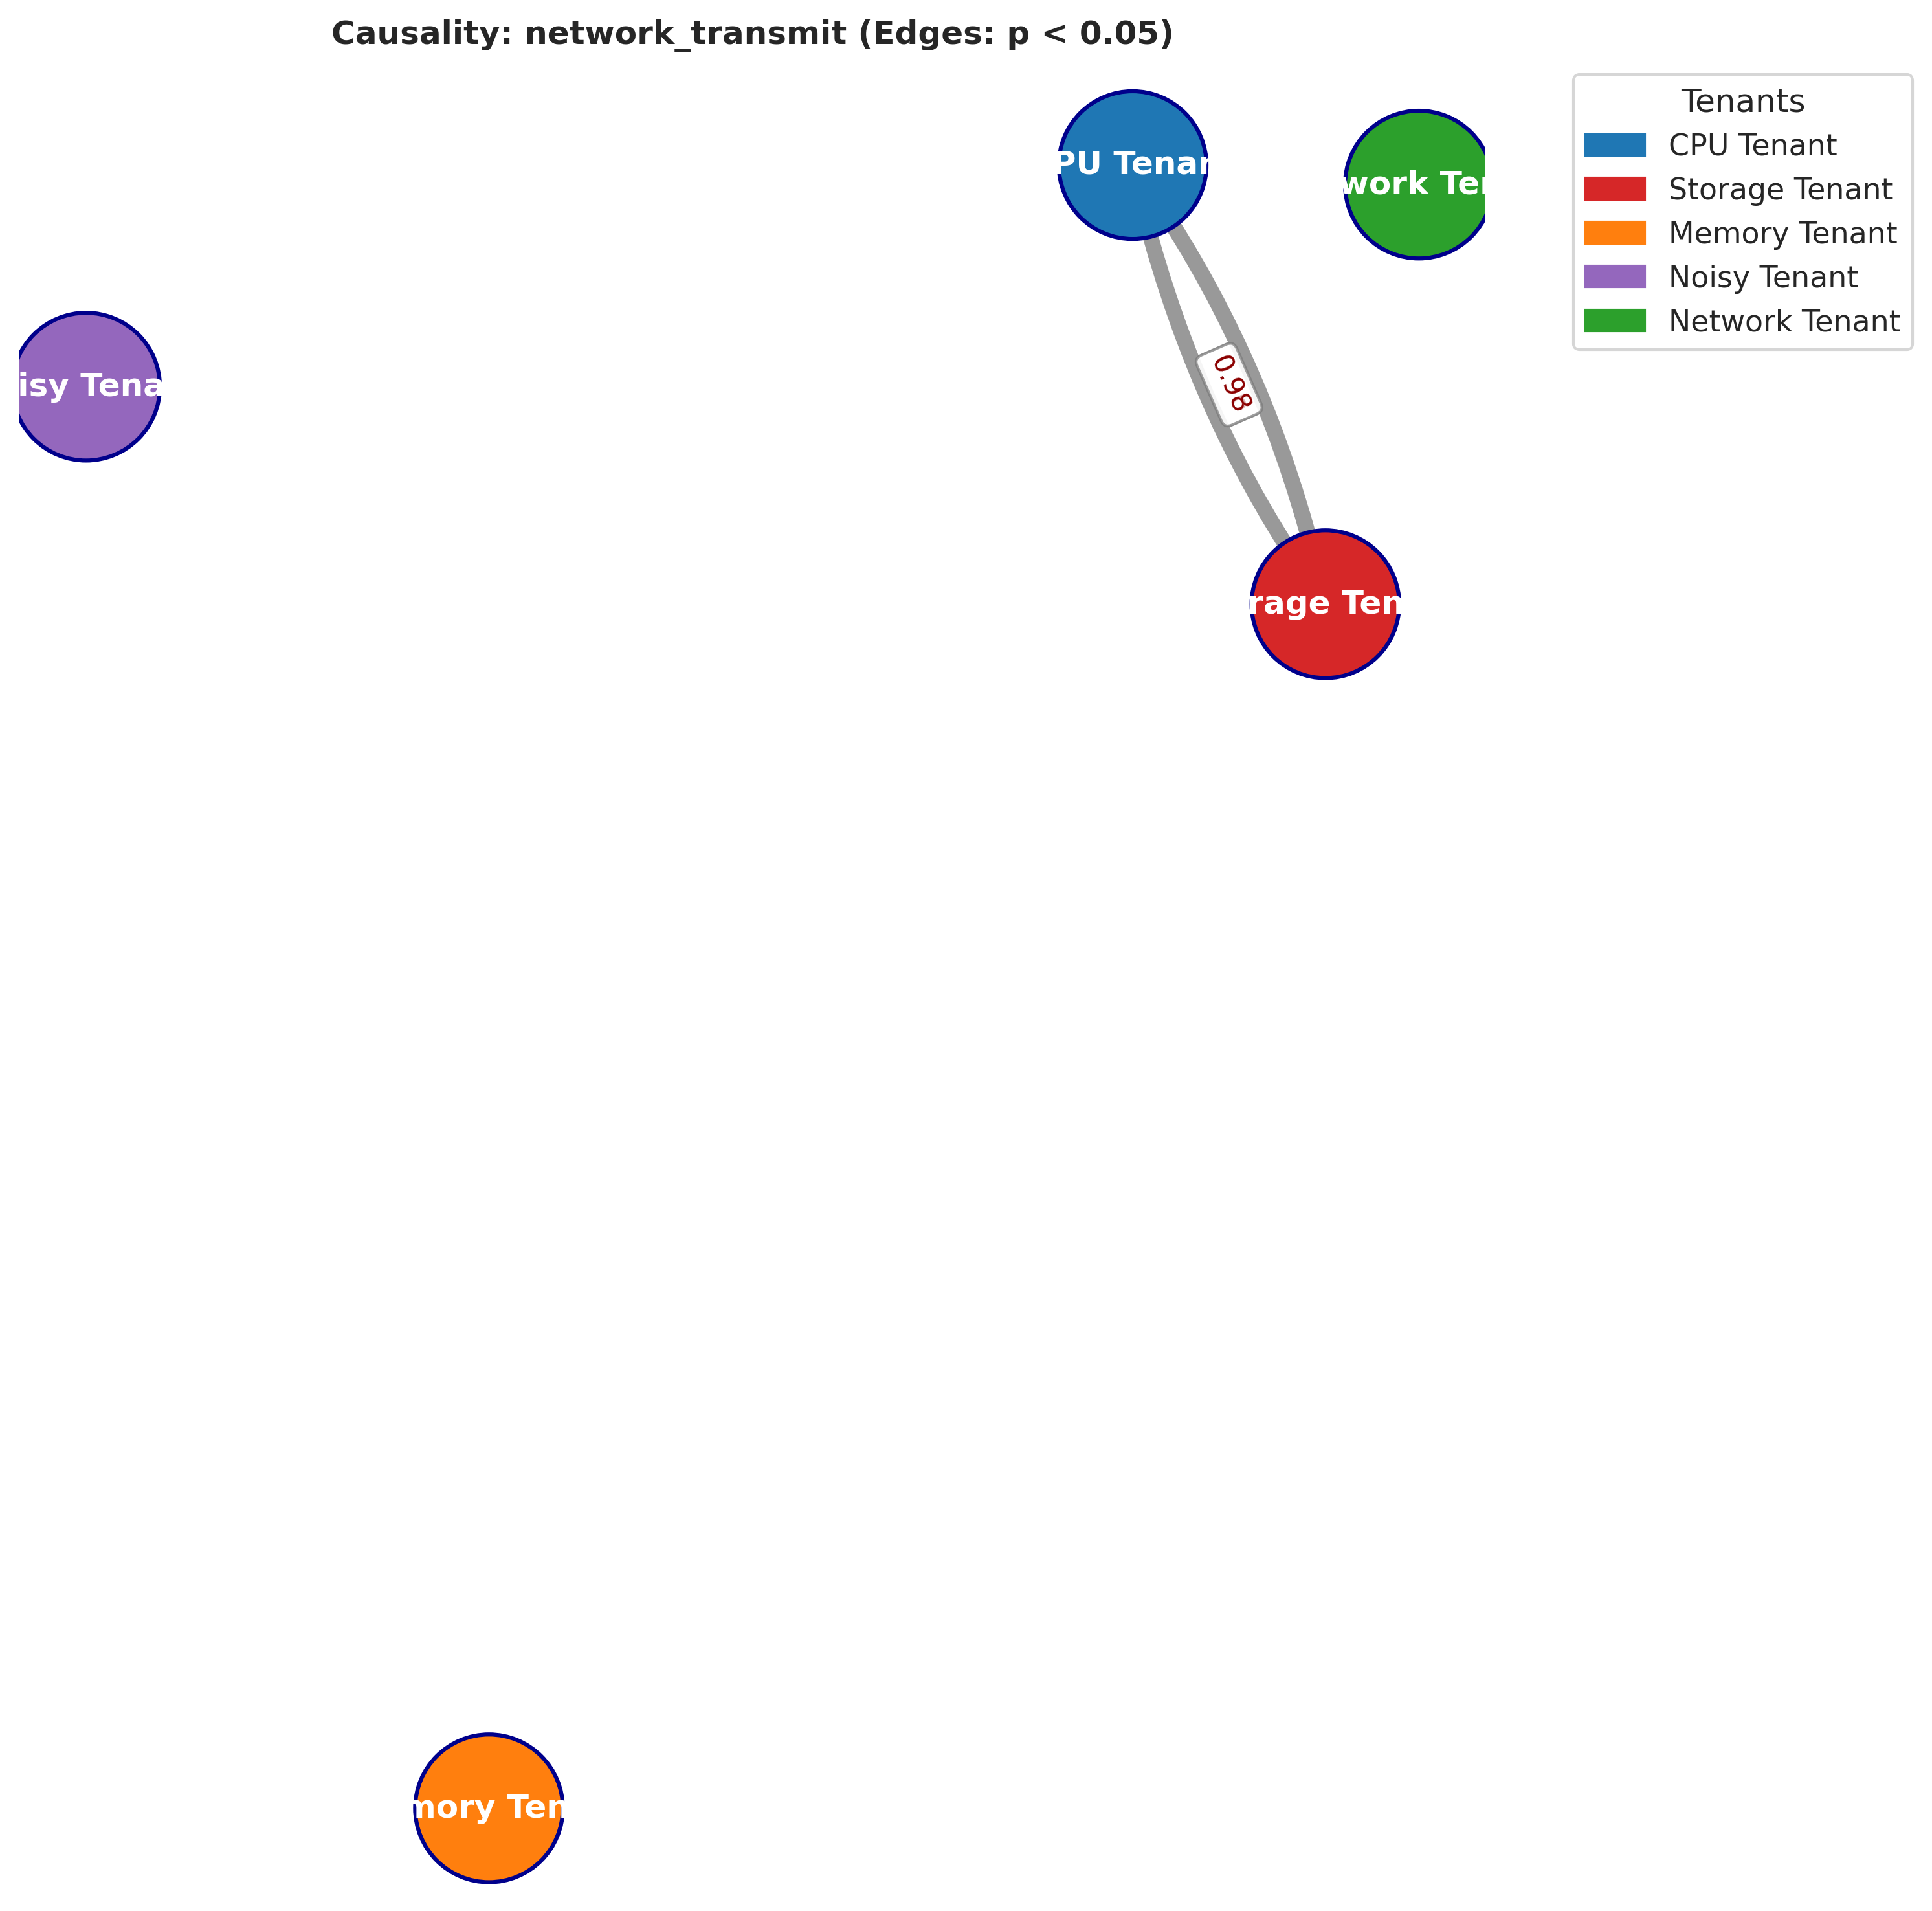 Causality: network_transmit (Edges: p < 0.05)
PU Tenan
work Ten
Tenants
CPU Tenant
Storage Tenant
Memory Tenant
Noisy Tenant
Network Tenant
isy Tena
0.98
rage Ten
mory Ten